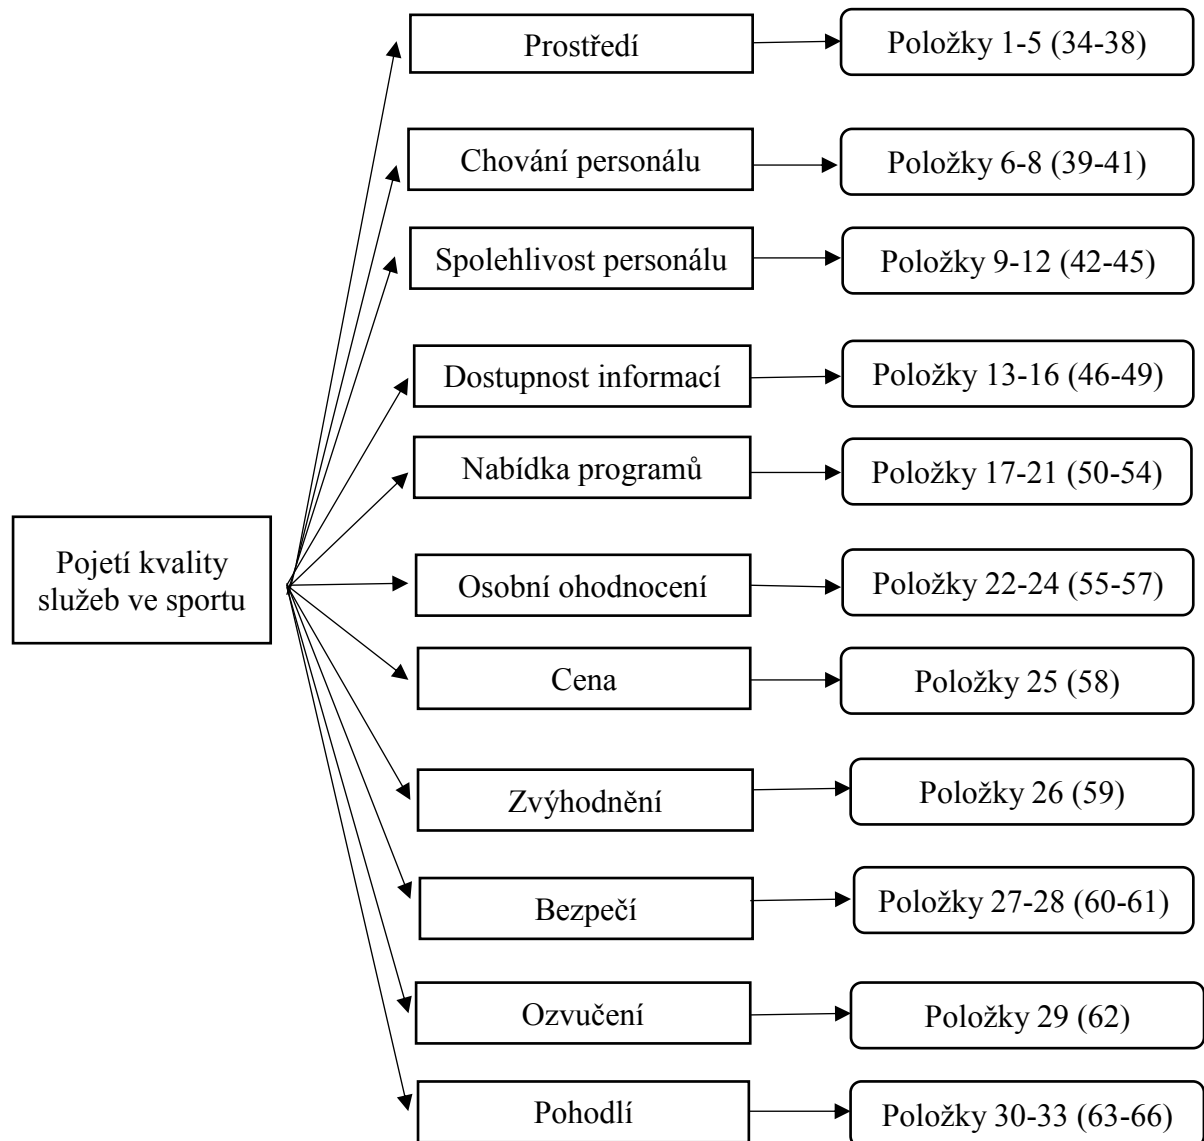 Prostředí
Položky 1-5 (34-38)
Chování personálu
Položky 6-8 (39-41)
Spolehlivost personálu
Položky 9-12 (42-45)
Dostupnost informací
Položky 13-16 (46-49)
Nabídka programů
Položky 17-21 (50-54)
Pojetí kvality
služeb ve sportu
Osobní ohodnocení
Položky 22-24 (55-57)
Cena
Položky 25 (58)
Zvýhodnění
Položky 26 (59)
Bezpečí
Položky 27-28 (60-61)
Ozvučení
Položky 29 (62)
Pohodlí
Položky 30-33 (63-66)